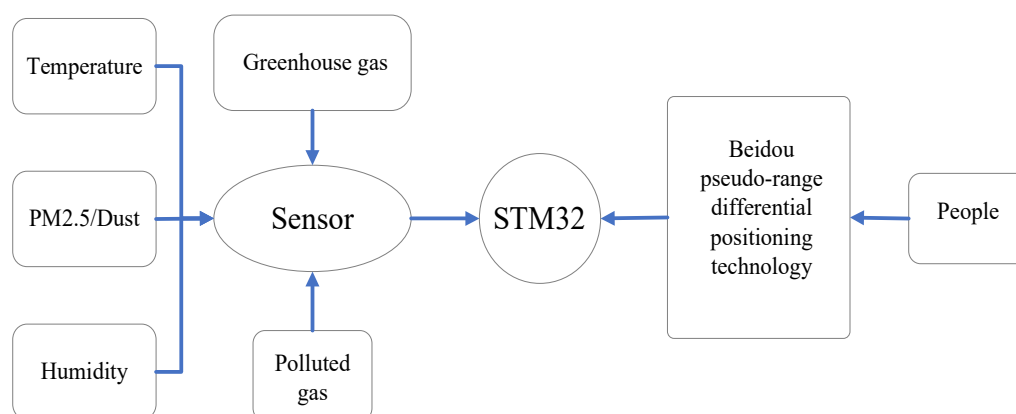 Temperature
Greenhouse gas
PM2.5/Dust
Sensor
STM32
Beidou
pseudo-range
differential
positioning
technology
People
Humidity
Polluted
gas